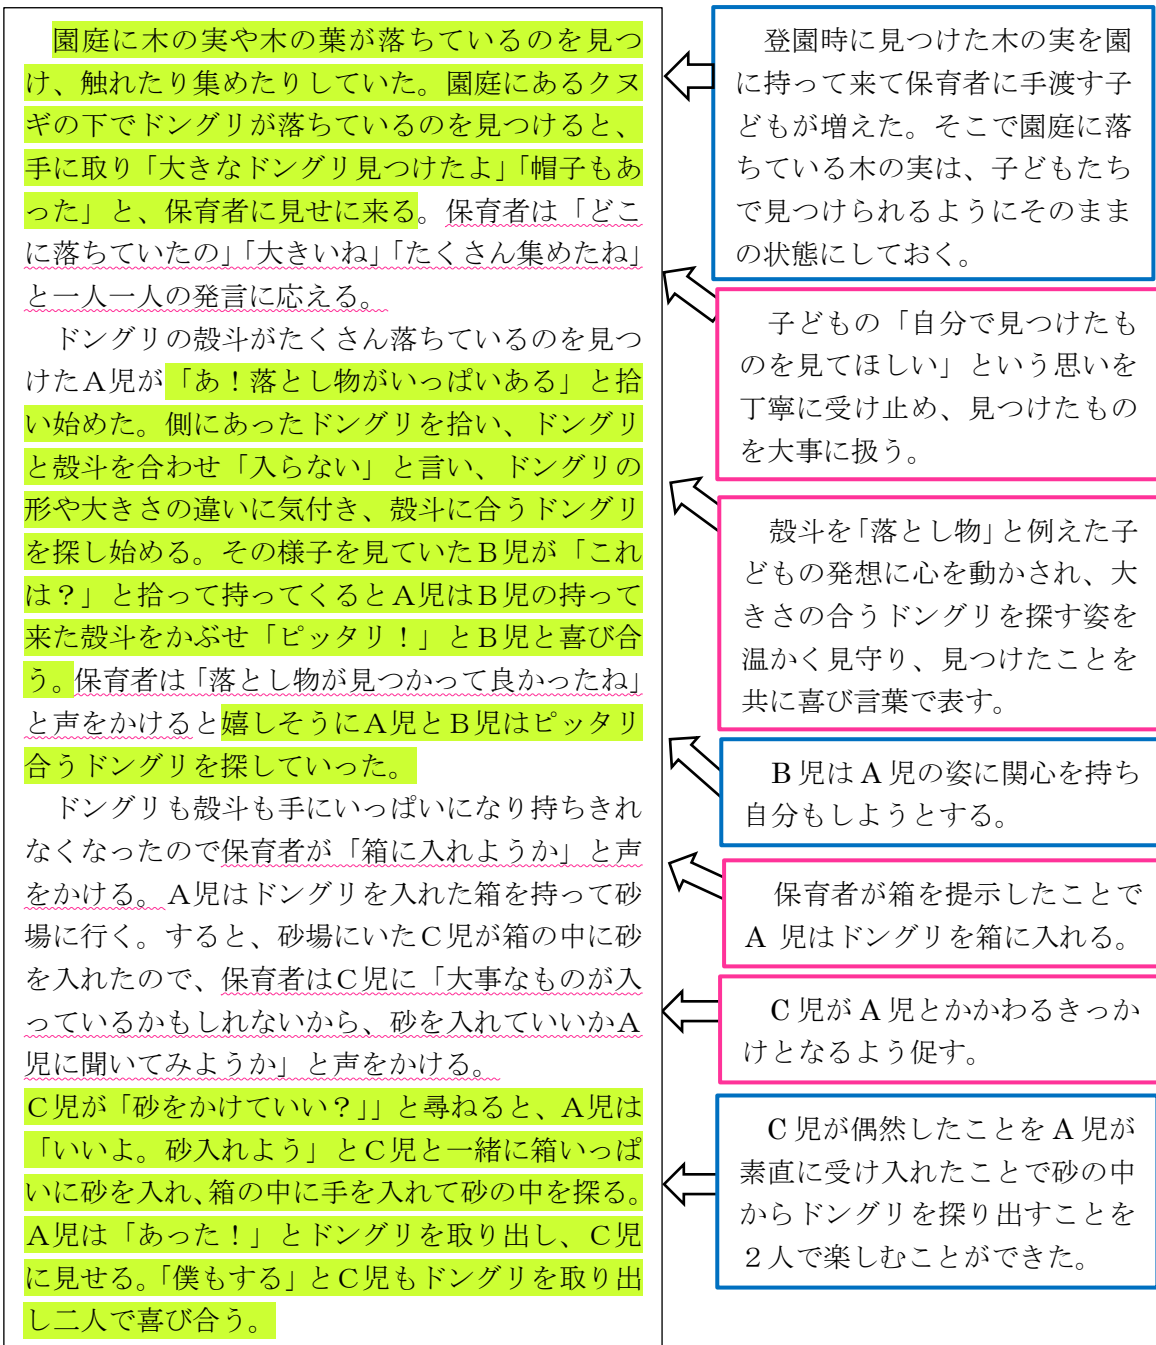 園庭に木の実や木の葉が落ちているのを見つ
け、触れたり集めたりしていた。園庭にあるクヌ
ギの下でドングリが落ちているのを見つけると、
手に取り「大きなドングリ見つけたよ」「帽子もあ
った」と、保育者に見せに来る。保育者は「どこ
に落ちていたの」「大きいね」「たくさん集めたね」
と一人一人の発言に応える。
ドングリの殻斗がたくさん落ちているのを見つ
けたＡ児が「あ！落とし物がいっぱいある」と拾
い始めた。側にあったドングリを拾い、ドングリ
と殻斗を合わせ「入らない」と言い、ドングリの
形や大きさの違いに気付き、殻斗に合うドングリ
を探し始める。その様子を見ていたＢ児が「これ
は？」と拾って持ってくるとＡ児はＢ児の持って
来た殻斗をかぶせ「ピッタリ！」とＢ児と喜び合
う。保育者は「落とし物が見つかって良かったね」
と声をかけると嬉しそうにＡ児とＢ児はピッタリ
合うドングリを探していった。
ドングリも殻斗も手にいっぱいになり持ちきれ
なくなったので保育者が「箱に入れようか」と声
をかける。Ａ児はドングリを入れた箱を持って砂
場に行く。すると、砂場にいたＣ児が箱の中に砂
を入れたので、保育者はＣ児に「大事なものが入
っているかもしれないから、砂を入れていいかＡ
児に聞いてみようか」と声をかける。
Ｃ児が「砂をかけていい？」」と尋ねると、Ａ児は
「いいよ。砂入れよう」とＣ児と一緒に箱いっぱ
いに砂を入れ、箱の中に手を入れて砂の中を探る。
Ａ児は「あった！」とドングリを取り出し、Ｃ児
に見せる。「僕もする」とＣ児もドングリを取り出
し二人で喜び合う。
登園時に見つけた木の実を園
に持って来て保育者に手渡す子
どもが増えた。そこで園庭に落
ちている木の実は、子どもたち
で見つけられるようにそのまま
の状態にしておく。
子どもの「自分で見つけたも
のを見てほしい」という思いを
丁寧に受け止め、見つけたもの
を大事に扱う。
殻斗を「落とし物」と例えた子
どもの発想に心を動かされ、大
きさの合うドングリを探す姿を
温かく見守り、見つけたことを
共に喜び言葉で表す。
B 児は A 児の姿に関心を持ち
自分もしようとする。
保育者が箱を提示したことで
A 児はドングリを箱に入れる。
C 児が A 児とかかわるきっか
けとなるよう促す。
C 児が偶然したことを A 児が
素直に受け入れたことで砂の中
からドングリを探り出すことを
２人で楽しむことができた。